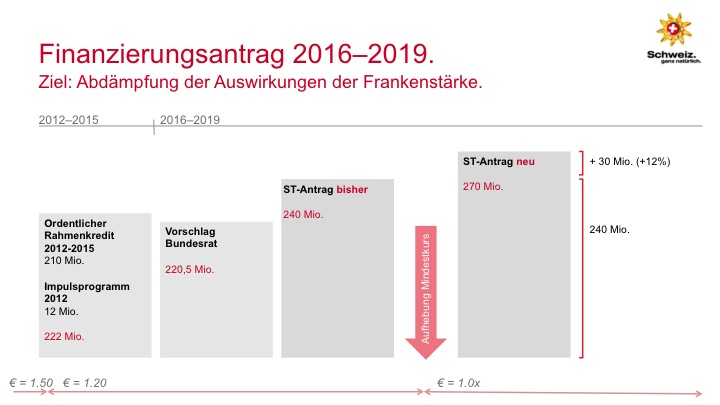 Finanzierungsantrag 2016–2019.
Ziel: Abdämpfung der Auswirkungen der Frankenstärke.
Schweiz.
ganz natürlich.
2012–2015
2016–2019
Ordentlicher
Rahmenkredit
2012-2015
210 Mio.
Impulsprogramm
2012
12 Mio.
222 Mio.
Vorschlag
Bundesrat
220,5 Mio.
ST-Antrag bisher
240 Mio.
Aufhebung Mindestkurs
ST-Antrag neu
270 Mio.
+ 30 Mio. (+12%)
240 Mio.
€ = 1.50
€ = 1.20
€ = 1.0x